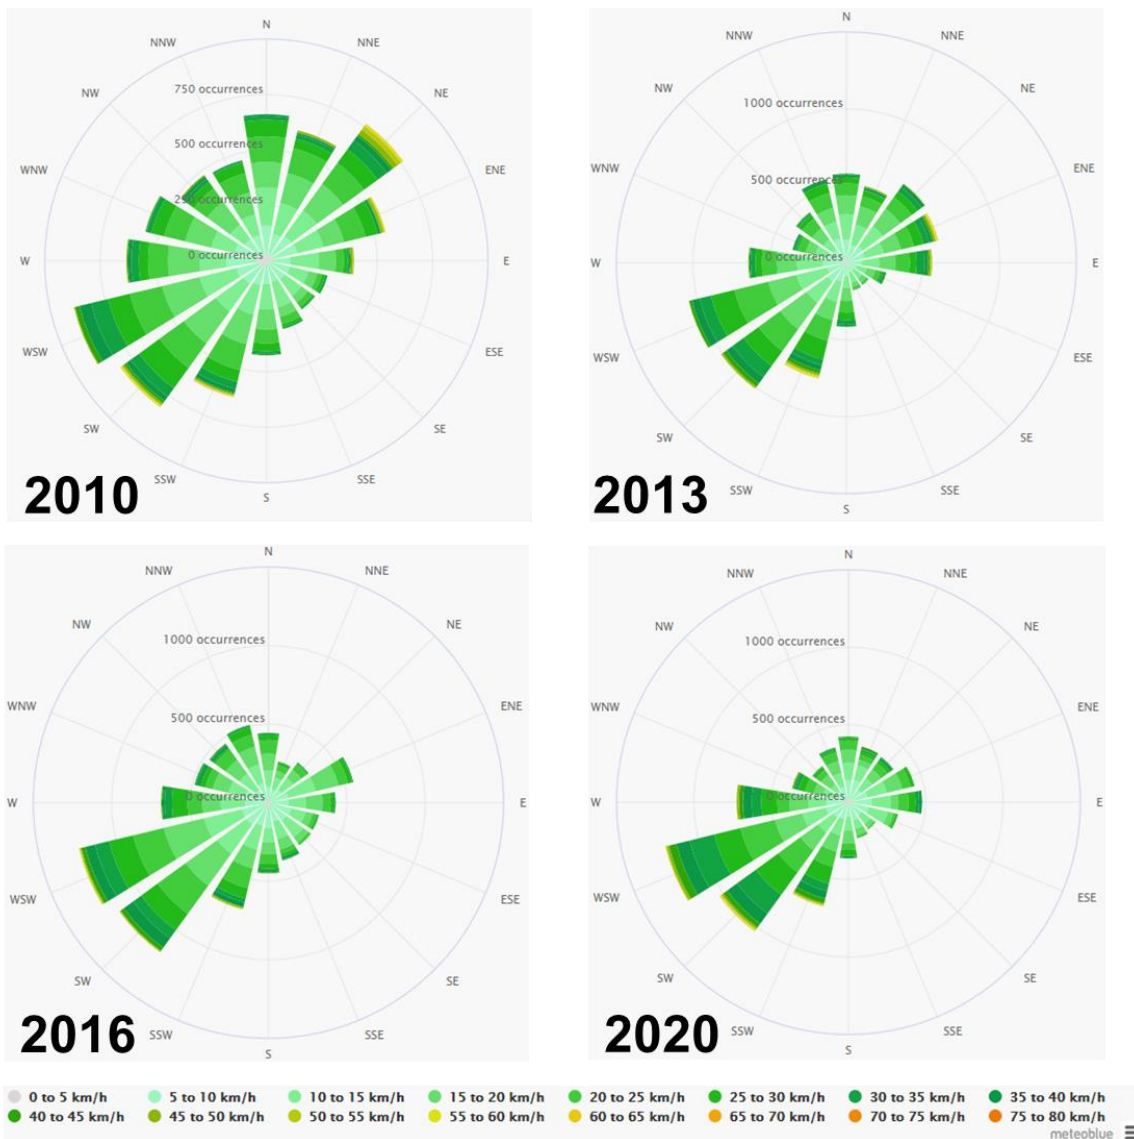 N
NNW
NNE
NW
NE
750 occurrences
500 occurrences
WNW
ENE
250 occurrences
0 occurrences
W
E
WSW
ESE
SW
SE
SSW
SSE
S
2010
N
NNW
NNE
NW
NE
1000 occurrences
WNW
ENE
500 occurrences
0 occurrences
W
E
WSW
ESE
SW
SE
SSW
SSE
S
2013
N
NNW
NNE
NW
NE
1000 occurrences
WNW
ENE
500 occurrences
0 occurrences
W
E
WSW
ESE
SW
SE
SSW
SSE
S
2016
N
NNW
NNE
NW
NE
1000 occurrences
WNW
ENE
500 occurrences
0 occurrences
W
E
WSW
ESE
SW
SE
SSW
SSE
S
2020
0 to 5 km/h 5 to 10 km/h 10 to 15 km/h 15 to 20 km/h 20 to 25 km/h 25 to 30 km/h 30 to 35 km/h 35 to 40 km/h
40 to 45 km/h 45 to 50 km/h 50 to 55 km/h 55 to 60 km/h 60 to 65 km/h 65 to 70 km/h 70 to 75 km/h 75 to 80 km/h
meteoblue